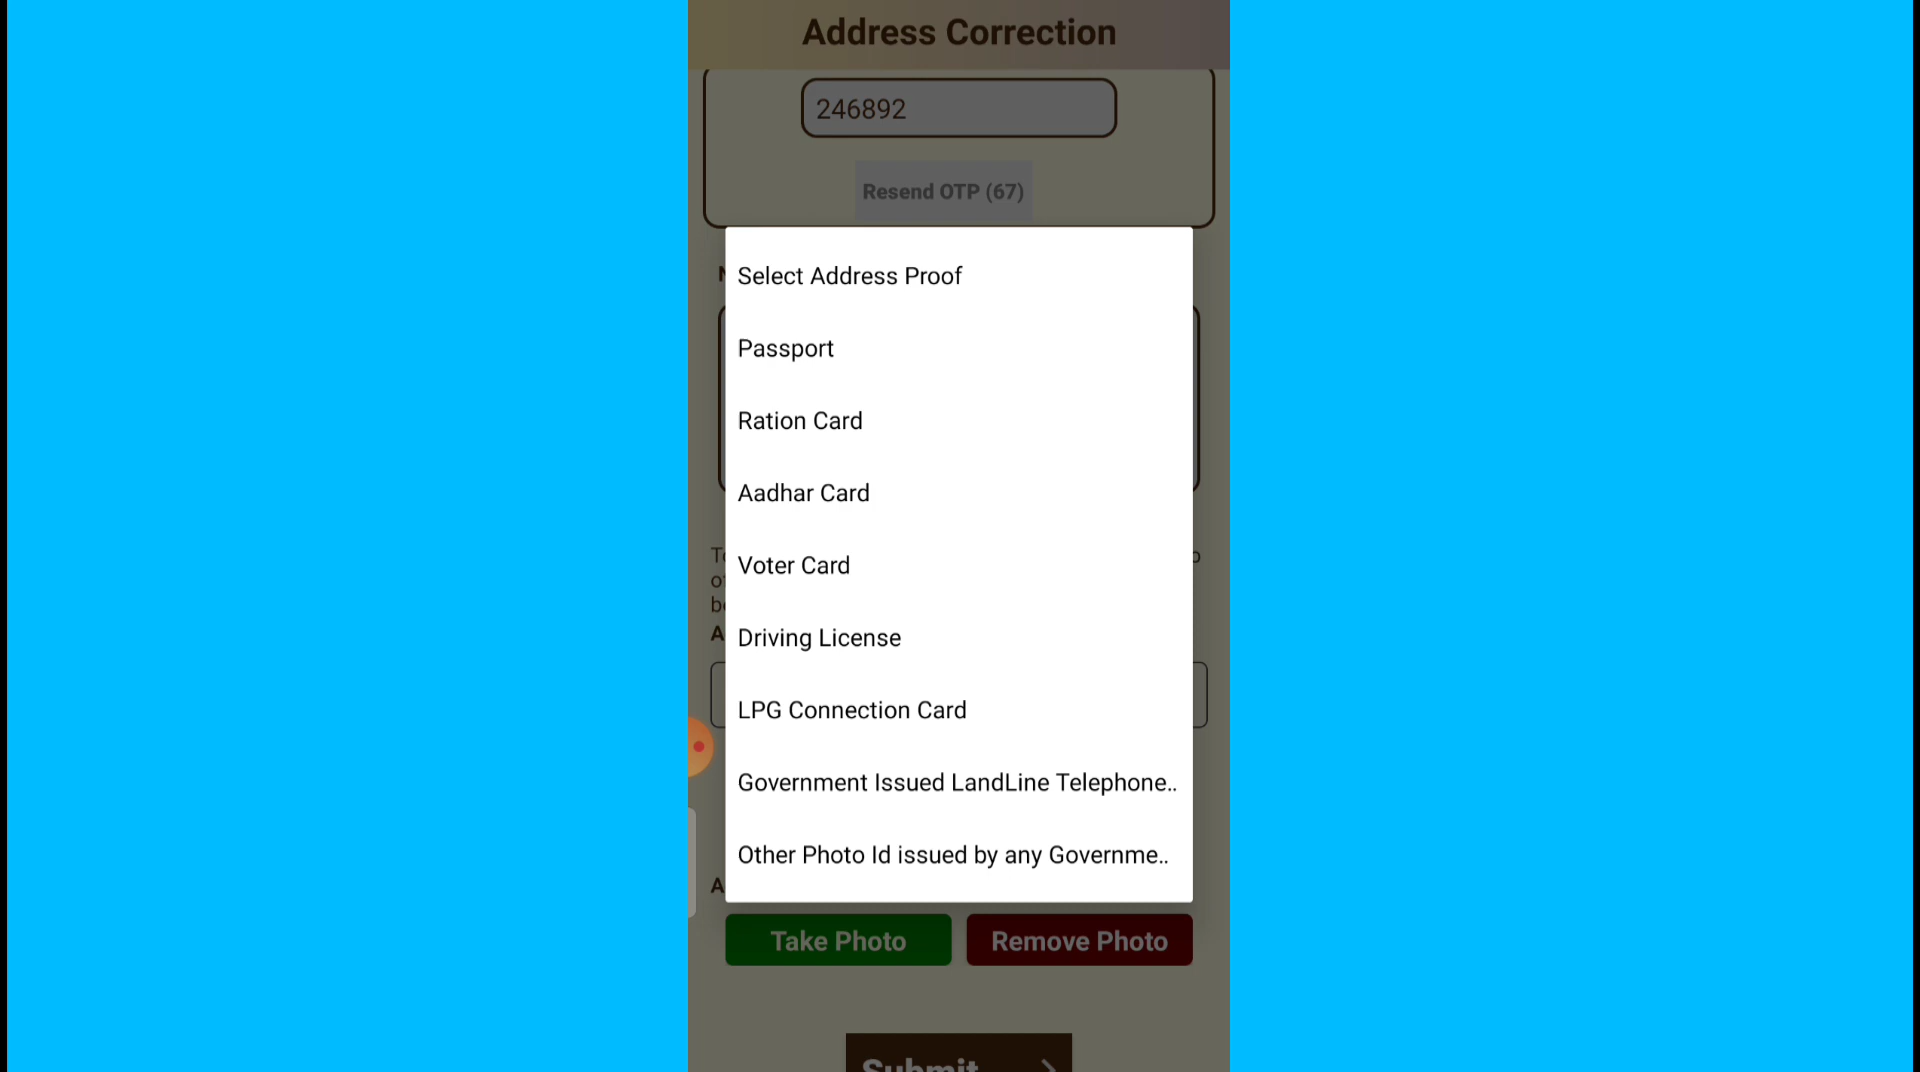 Address Correction
246892
Resend OTP (67)
Select Address Proof
Passport
Ration Card
Aadhar Card
Voter Card
Driving License
LPG Connection Card
Government Issued LandLine Telephone..
Other Photo Id issued by any Governme..
Take Photo
Remove Photo
Submit